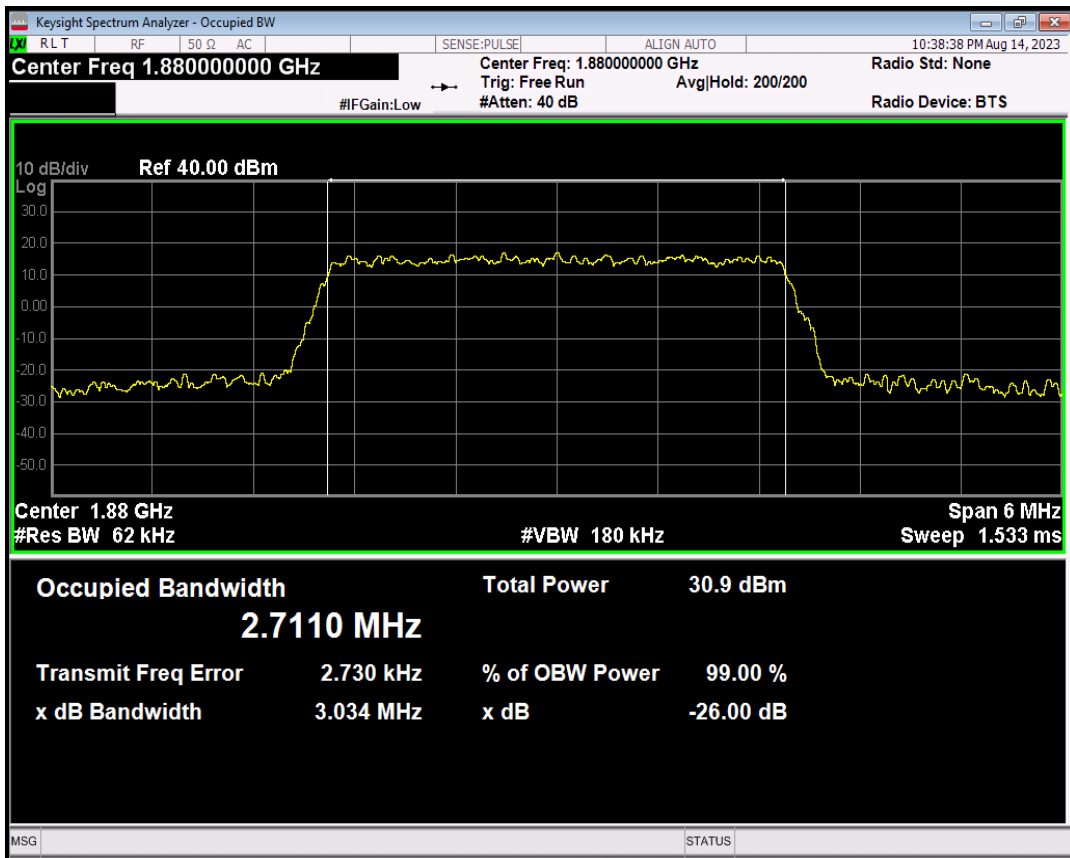 Keysight Spectrum Analyzer - Occupied BW
LXI RLT RF 50 Ω AC SENSE:PULSE ALIGN AUTO 10:38:38 PM Aug 14, 2023
Center Freq 1.880000000 GHz Center Freq: 1.880000000 GHz Radio Std: None
Trig: Free Run Avg|Hold: 200/200
#IFGain:Low #Atten: 40 dB Radio Device: BTS
10 dB/div Ref 40.00 dBm
Log
30.0
20.0
10.0
0.00
-10.0
-20.0
-30.0
-40.0
-50.0
Center 1.88 GHz Span 6 MHz
#Res BW 62 kHz #VBW 180 kHz Sweep 1.533 ms
Occupied Bandwidth Total Power 30.9 dBm
2.7110 MHz
Transmit Freq Error 2.730 kHz % of OBW Power 99.00 %
x dB Bandwidth 3.034 MHz x dB -26.00 dB
MSG STATUS